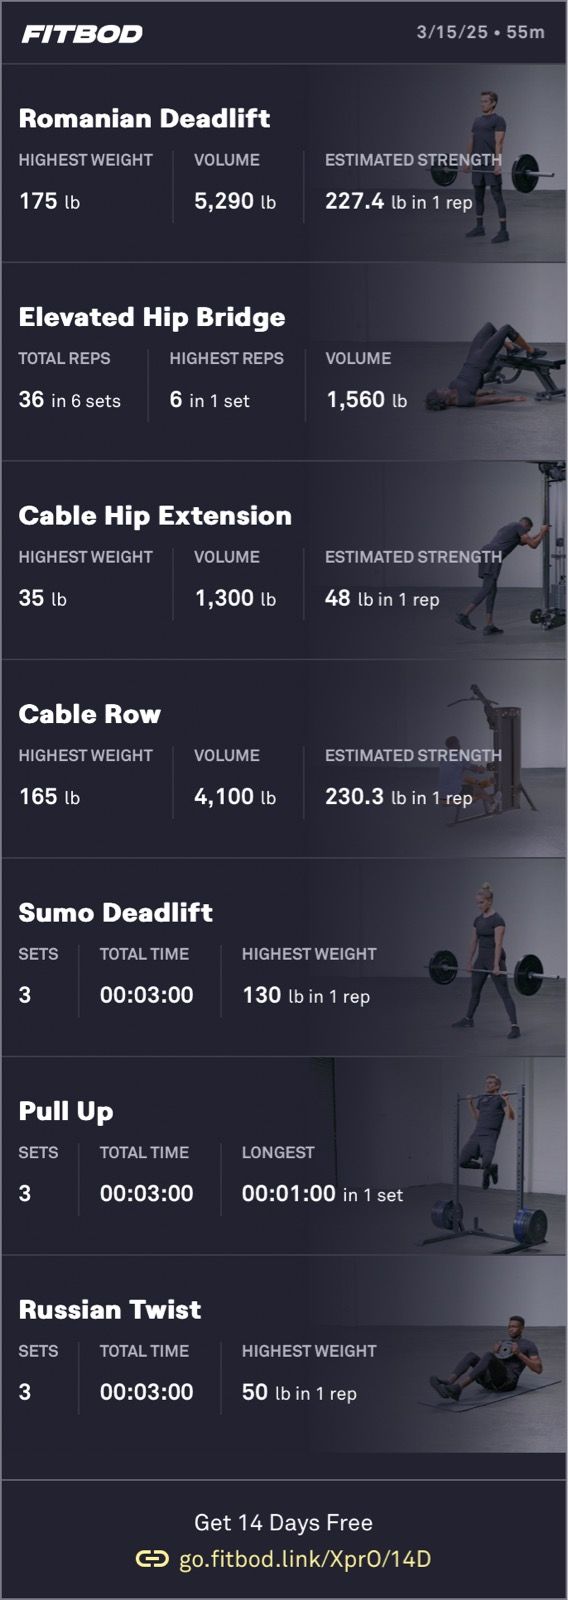 FITBOD 3/15/25 • 55m
Romanian Deadlift
HIGHEST WEIGHT VOLUME ESTIMATED STRENGTH
175 lb 5,290 lb 227.4 lb in 1 rep
Elevated Hip Bridge
TOTAL REPS HIGHEST REPS VOLUME
36 in 6 sets 6 in 1 set 1,560 lb
Cable Hip Extension
HIGHEST WEIGHT VOLUME ESTIMATED STRENGTH
35 lb 1,300 lb 48 lb in 1 rep
Cable Row
HIGHEST WEIGHT VOLUME ESTIMATED STRENGTH
165 lb 4,100 lb 230.3 lb in 1 rep
Sumo Deadlift
SETS TOTAL TIME HIGHEST WEIGHT
3 00:03:00 130 lb in 1 rep
Pull Up
SETS TOTAL TIME LONGEST
3 00:03:00 00:01:00 in 1 set
Russian Twist
SETS TOTAL TIME HIGHEST WEIGHT
3 00:03:00 50 lb in 1 rep
Get 14 Days Free
go.fitbod.link/XprO/14D